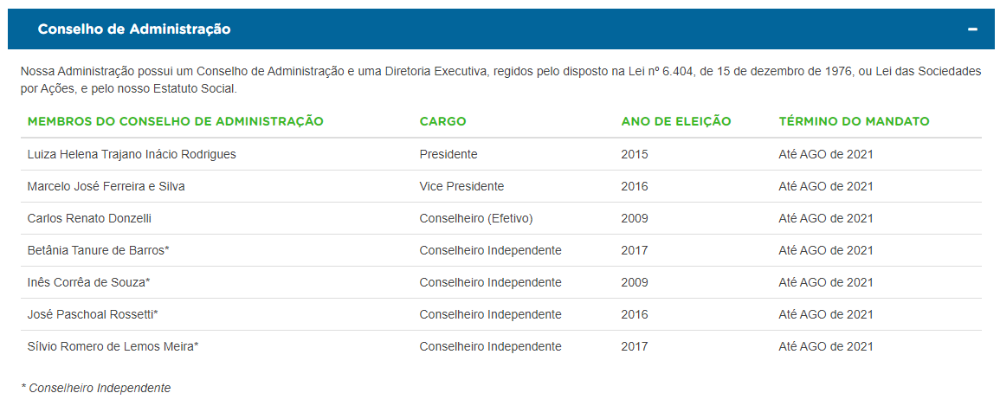 Conselho de Administração
Nossa Administração possui um Conselho de Administração e uma Diretoria Executiva, regidos pelo disposto na Lei nº 6.404, de 15 de dezembro de 1976, ou Lei das Sociedades
por Ações, e pelo nosso Estatuto Social.
MEMBROS DO CONSELHO DE ADMINISTRAÇÃO CARGO ANO DE ELEIÇÃO TÉRMINO DO MANDATO
Luiza Helena Trajano Inácio Rodrigues Presidente 2015 Até AGO de 2021
Marcelo José Ferreira e Silva Vice Presidente 2016 Até AGO de 2021
Carlos Renato Donzelli Conselheiro (Efetivo) 2009 Até AGO de 2021
Betânia Tanure de Barros* Conselheiro Independente 2017 Até AGO de 2021
Inês Corrêa de Souza* Conselheiro Independente 2009 Até AGO de 2021
José Paschoal Rossetti* Conselheiro Independente 2016 Até AGO de 2021
Sílvio Romero de Lemos Meira* Conselheiro Independente 2017 Até AGO de 2021
* Conselheiro Independente